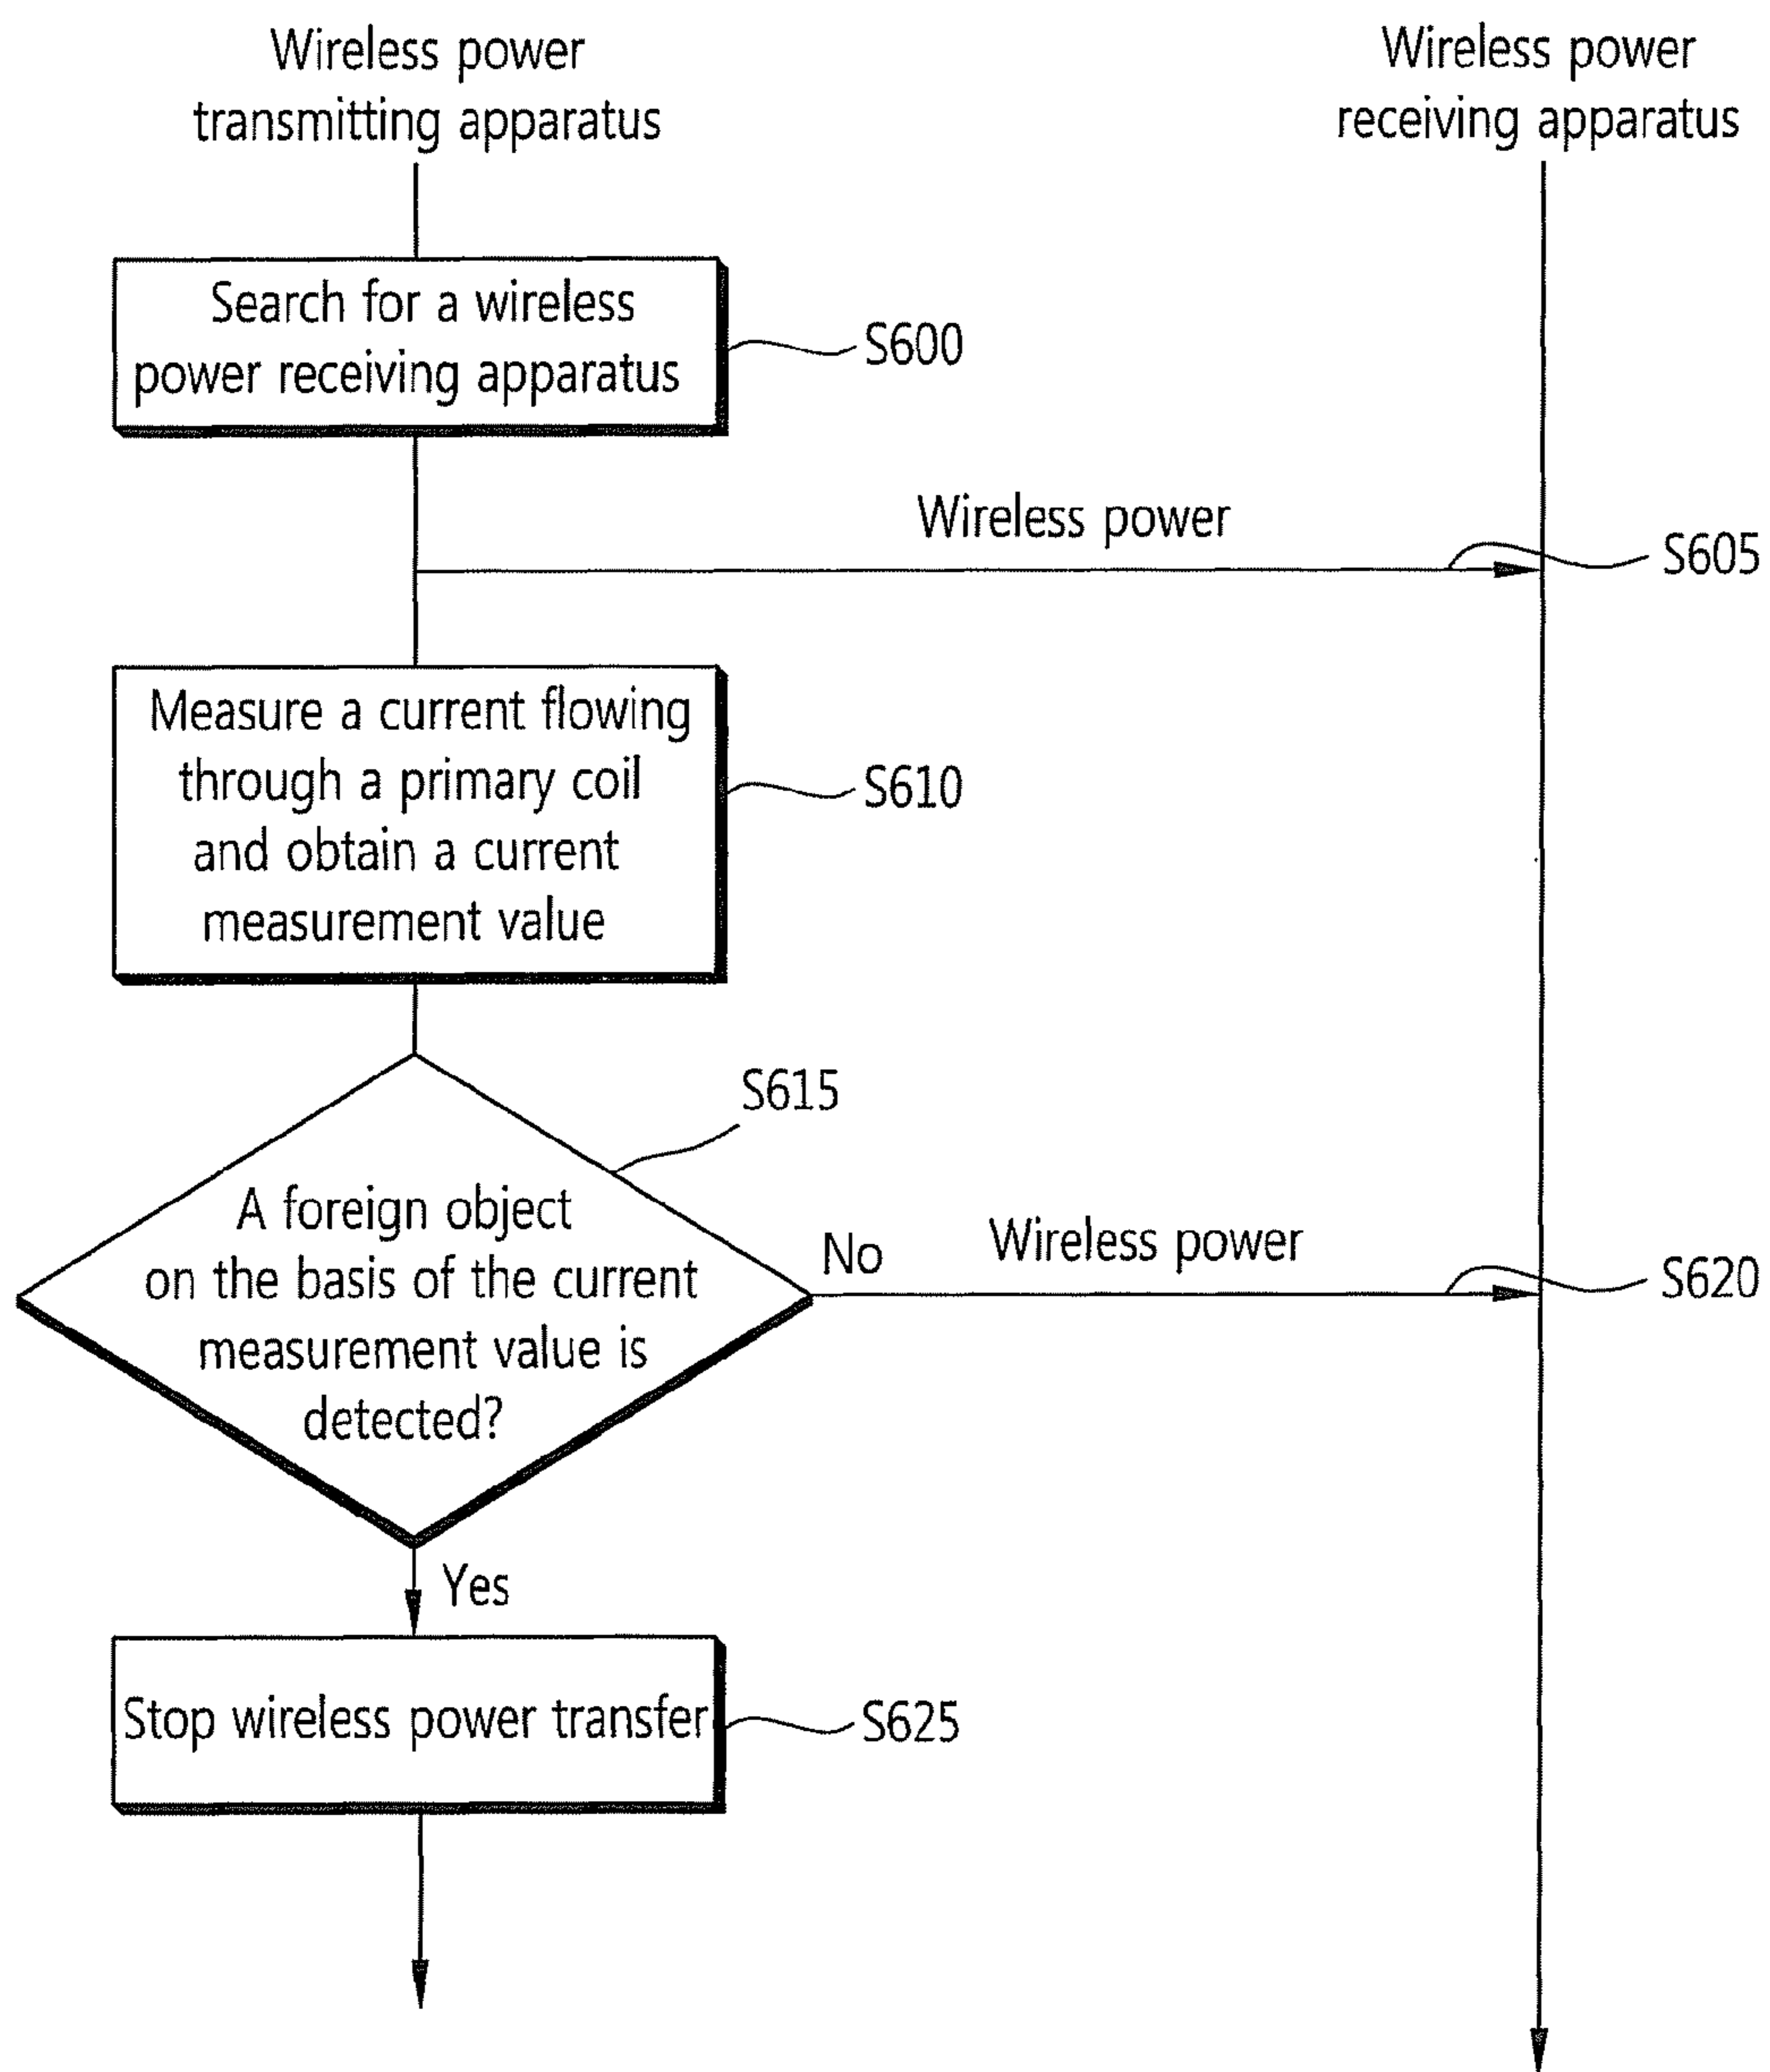 Wireless power
transmitting apparatus
Wireless power
receiving apparatus
Search for a wireless
power receiving apparatus
S600
Wireless power
S605
Measure a current flowing
through a primary coil
and obtain a current
measurement value
S610
S615
A foreign object
on the basis of the current
measurement value is
detected?
No
Wireless power
S620
Yes
Stop wireless power transfer
S625